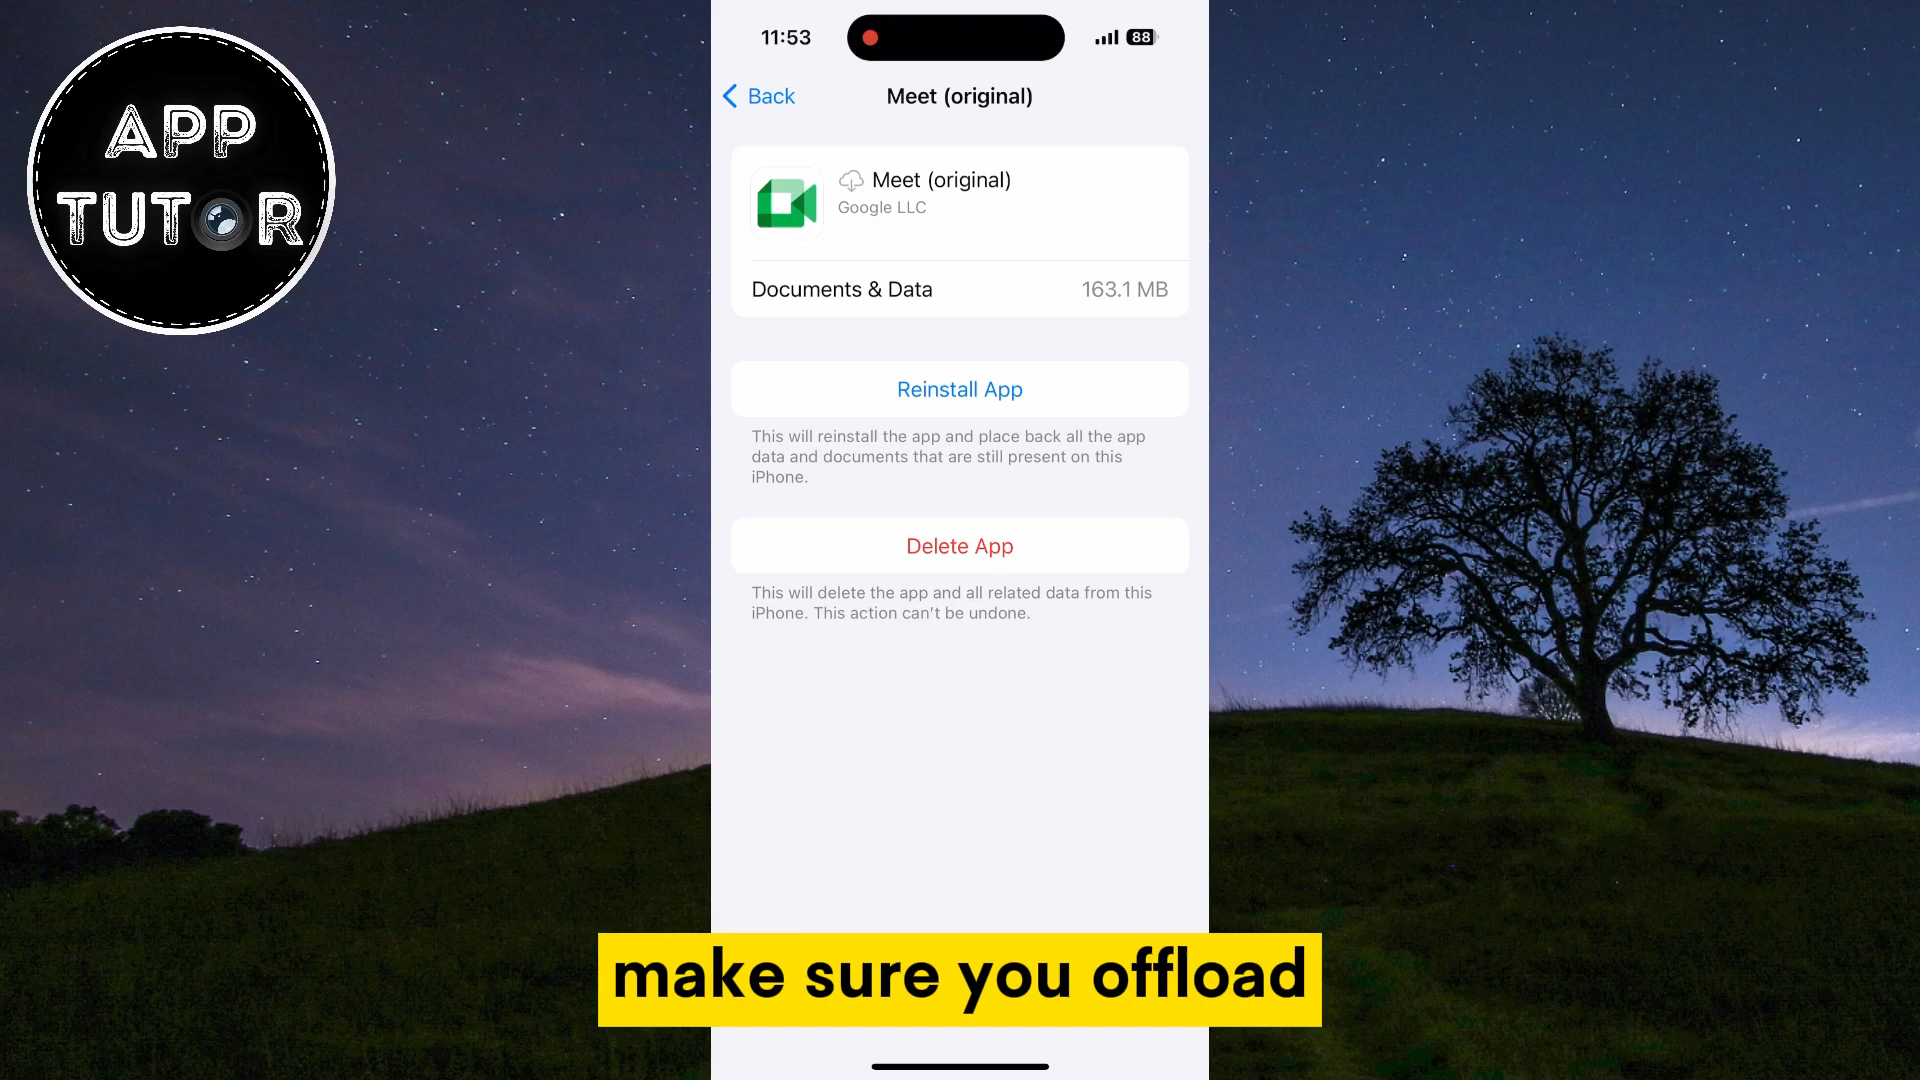 APP
TUTOR
11:53
88
Back
Meet (original)
Meet (original)
Google LLC
Documents & Data
163.1 MB
Reinstall App
This will reinstall the app and place back all the app
data and documents that are still present on this
iPhone.
Delete App
This will delete the app and all related data from this
iPhone. This action can't be undone.
make sure you offload